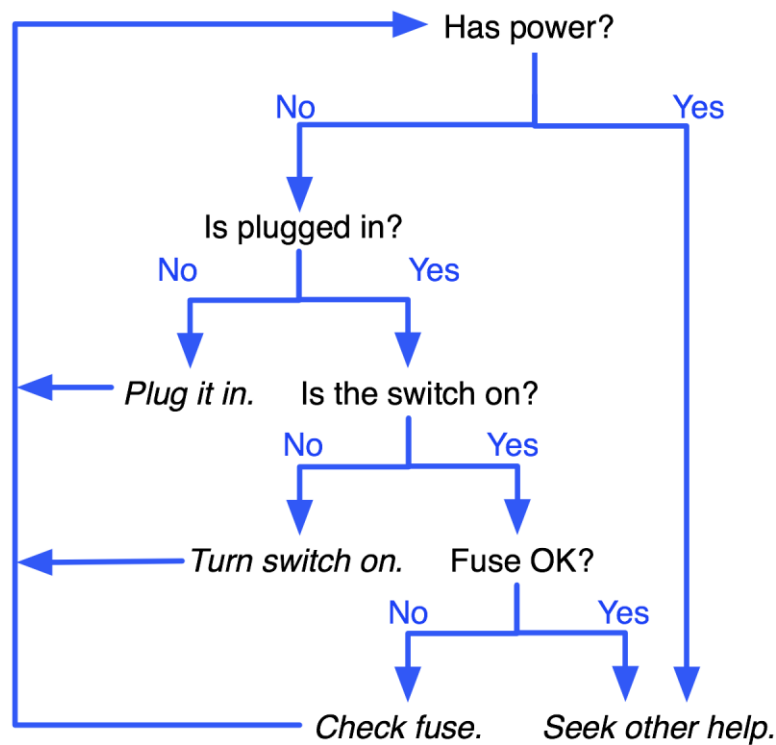 Has power?
No
Yes
Is plugged in?
No
Yes
Plug it in.
Is the switch on?
No
Yes
Turn switch on.
Fuse OK?
No
Yes
Check fuse.
Seek other help.